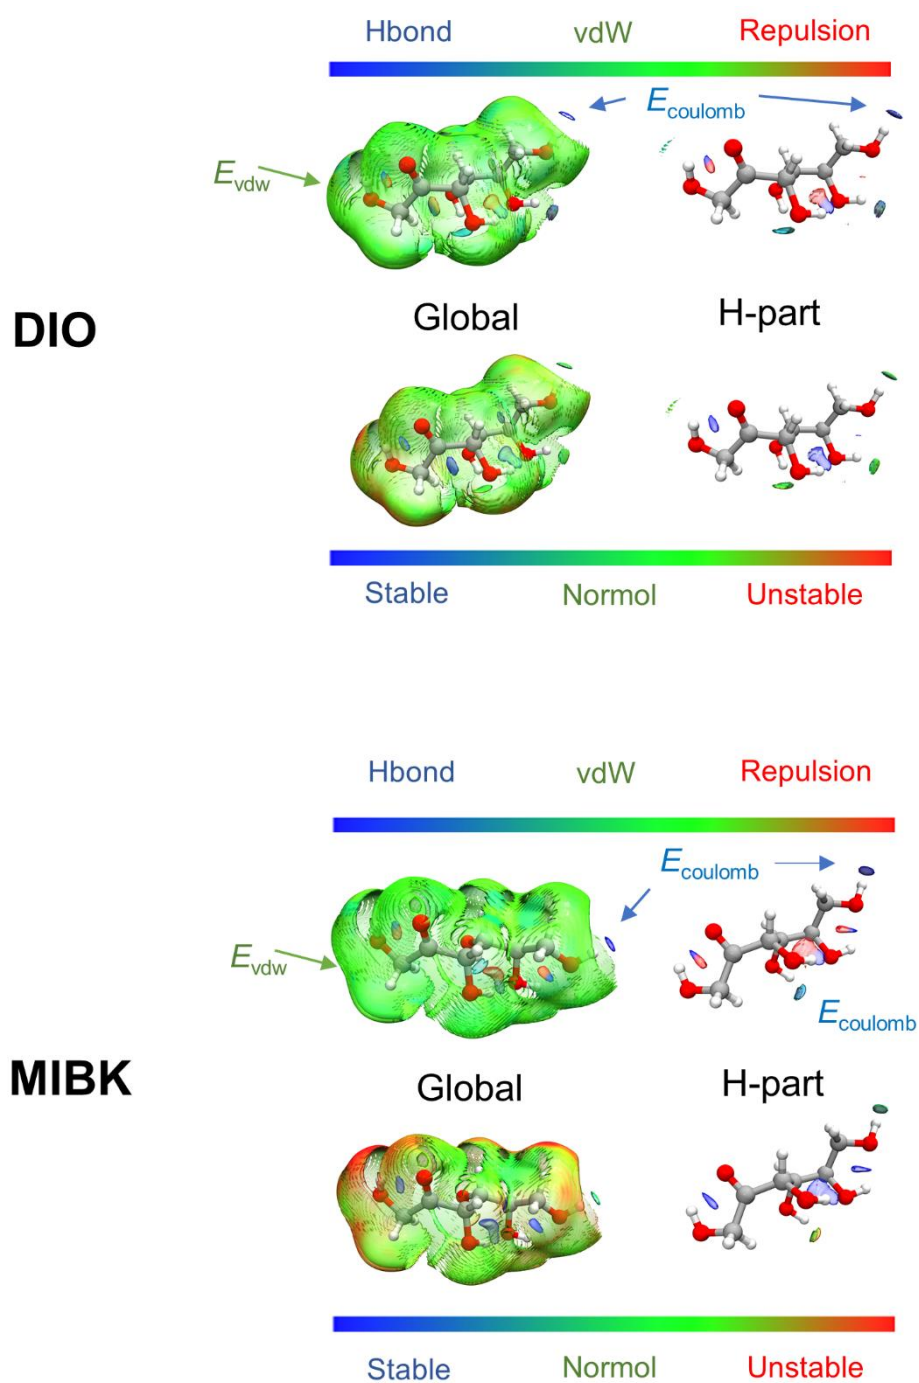 Hbond vdW Repulsion
Ecoulomb
Evdw
Global H-part
DIO
Stable Normol Unstable
Hbond vdW Repulsion
Ecoulomb
Evdw
Ecoulomb
MIBK
Global H-part
Stable Normol Unstable